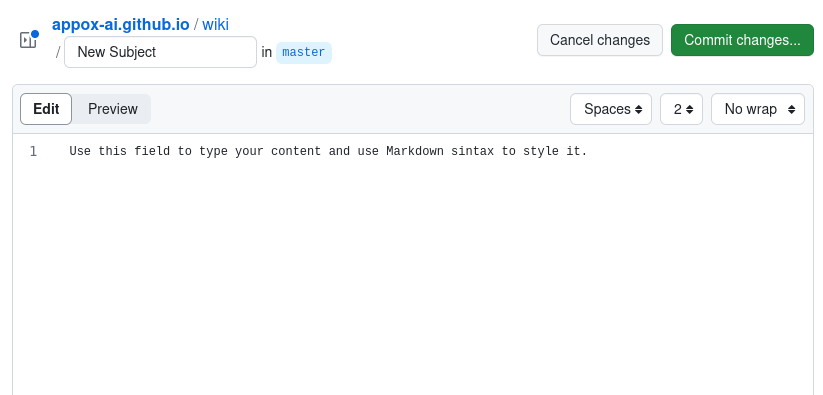 appox-ai.github.io / wiki
/ New Subject in master
Cancel changes
Commit changes...
Edit Preview
Spaces 2 No wrap
1 Use this field to type your content and use Markdown sintax to style it.